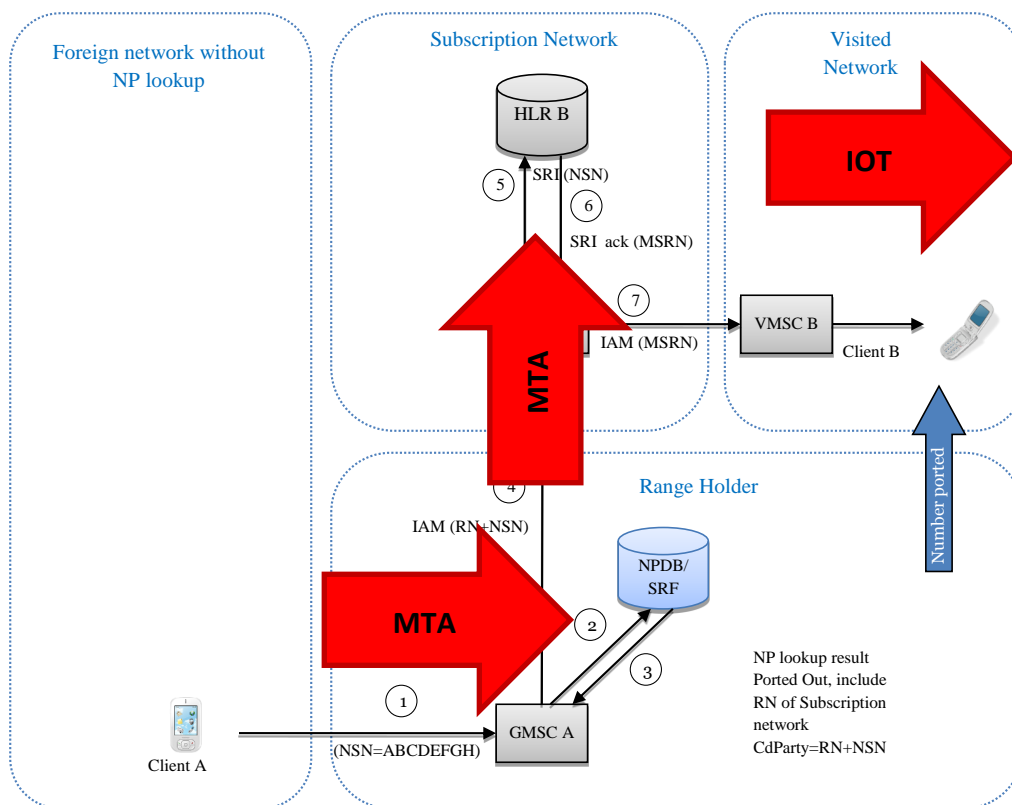 Foreign network without
NP lookup
Subscription Network
Visited
Network
HLR B
IOT
5
SRI (NSN)
6
SRI ack (MSRN)
7
IAM (MSRN)
VMSC B
Client B
MTA
4
Range Holder
IAM (RN+NSN)
NPDB/
SRF
Number ported
MTA
2
3
1
NP lookup result
Ported Out, include
RN of Subscription
network
CdParty=RN+NSN
GMSC A
(NSN=ABCDEFGH)
Client A